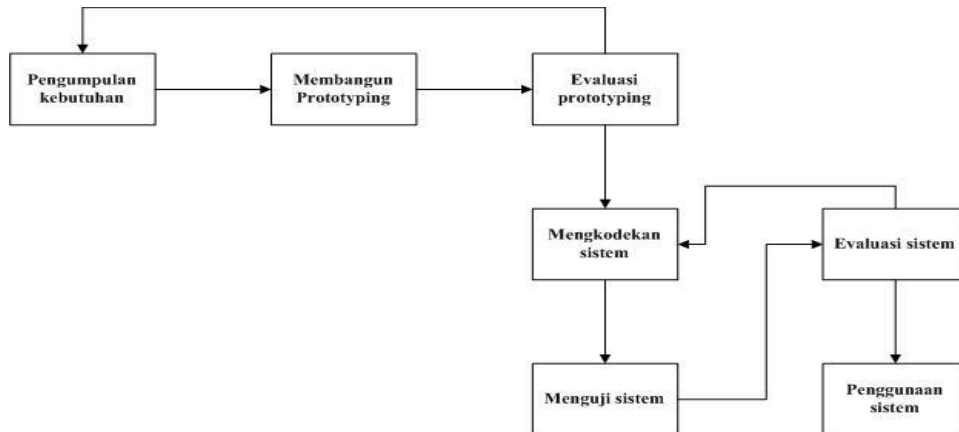 Pengumpulan
kebutuhan
Membangun
Prototyping
Evaluasi
prototyping
Mengkodekan
sistem
Evaluasi sistem
Menguji sistem
Penggunaan
sistem